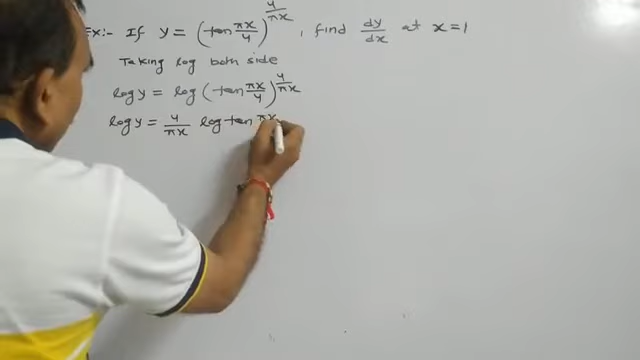 Ex:- If y = (tan πx/4)^(4/πx), find dy/dx at x=1
Taking log both side
log y = log (tan πx/4)^(4/πx)
log y = 4/πx log tan πx